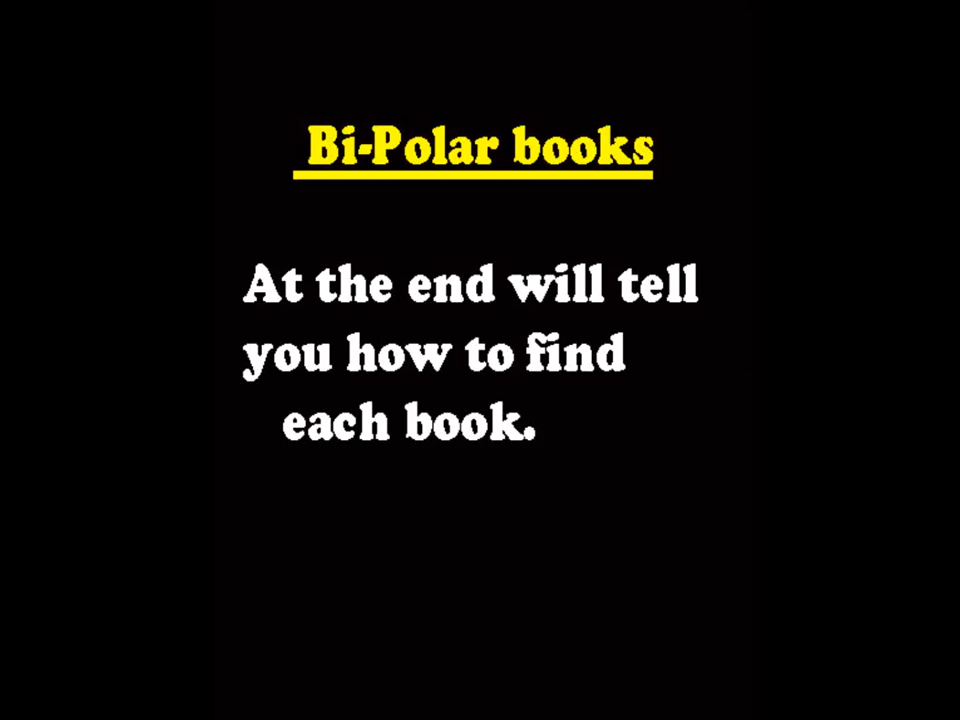 Bi-Polar books
At the end will tell
you how to find
each book.